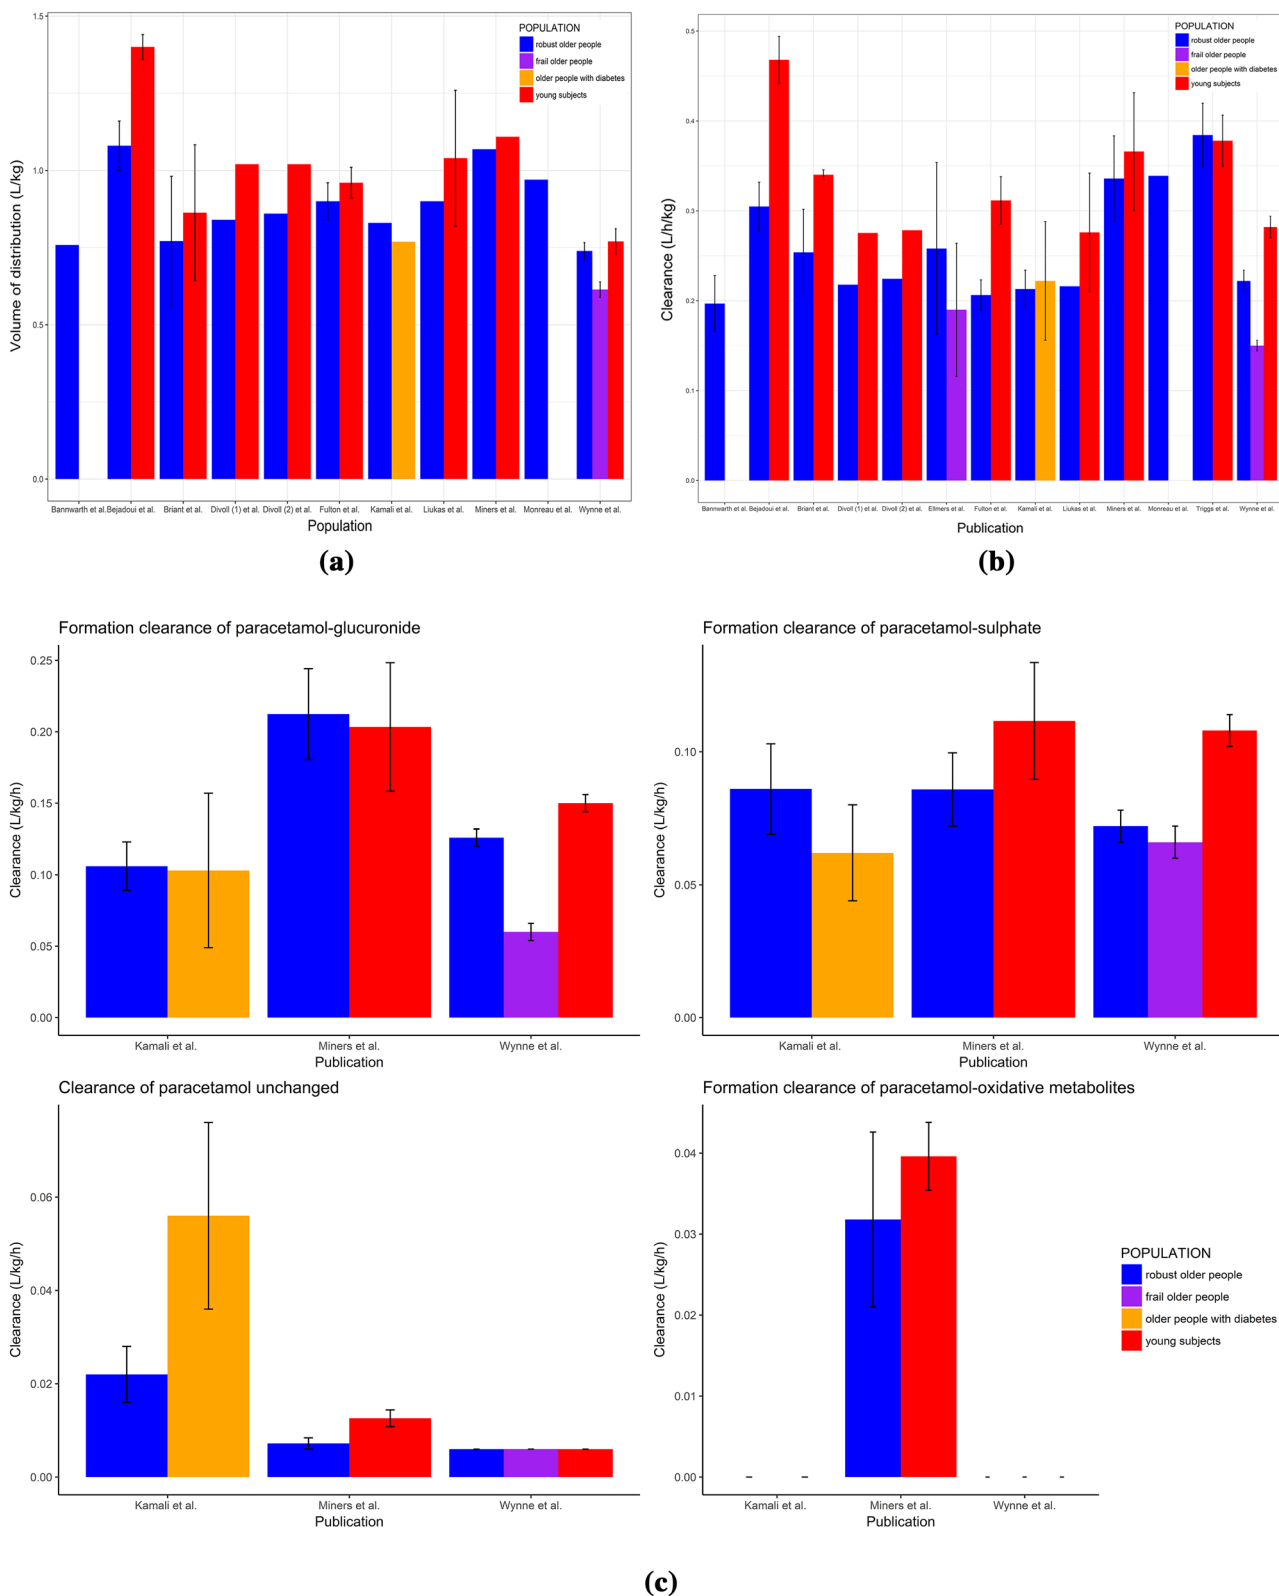 POPULATION
robust older people
frail older people
older people with diabetes
young subjects
Volume of distribution (L/kg)
1.5
1.0
0.5
0.0
Bannwarth et al. Bejadoui et al. Briant et al. Divoll (1) et al. Divoll (2) et al. Fulton et al. Kamali et al. Liukas et al. Miners et al. Monreau et al. Wynne et al.
Population
(a)
POPULATION
robust older people
frail older people
older people with diabetes
young subjects
Clearance (L/h/kg)
0.5
0.4
0.3
0.2
0.1
0.0
Bannwarth et al. Bejadoui et al. Briant et al. Divoll (1) et al. Divoll (2) et al. Ellmers et al. Fulton et al. Kamali et al. Liukas et al. Miners et al. Monreau et al. Triggs et al. Wynne et al.
Publication
(b)
Formation clearance of paracetamol-glucuronide
Clearance (L/kg/h)
0.25
0.20
0.15
0.10
0.05
0.00
Kamali et al. Miners et al. Wynne et al.
Publication
Formation clearance of paracetamol-sulphate
Clearance (L/kg/h)
0.10
0.05
0.00
Kamali et al. Miners et al. Wynne et al.
Publication
Clearance of paracetamol unchanged
Clearance (L/kg/h)
0.06
0.04
0.02
0.00
Kamali et al. Miners et al. Wynne et al.
Publication
Formation clearance of paracetamol-oxidative metabolites
Clearance (L/kg/h)
0.04
0.03
0.02
0.01
0.00
Kamali et al. Miners et al. Wynne et al.
Publication
POPULATION
robust older people
frail older people
older people with diabetes
young subjects
(c)